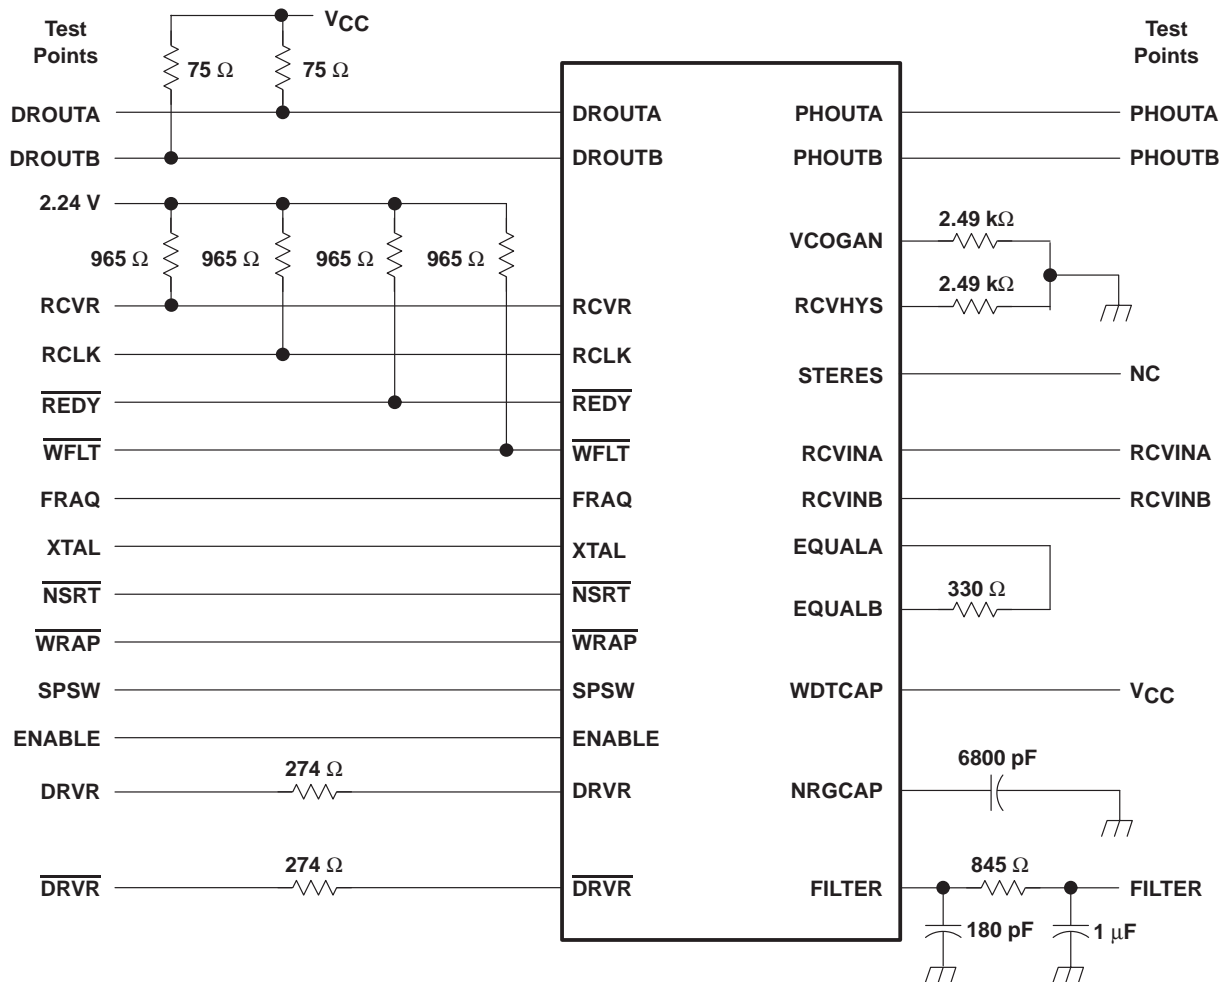 Test
Points
VCC
Test
Points
75 Ω
75 Ω
DROUTA
DROUTA
PHOUTA
PHOUTA
DROUTB
DROUTB
PHOUTB
PHOUTB
2.24 V
2.49 kΩ
VCOGAN
965 Ω
965 Ω
965 Ω
965 Ω
2.49 kΩ
RCVR
RCVR
RCVHYS
RCLK
RCLK
STERES
NC
REDY
REDY
WFLT
WFLT
RCVINA
RCVINA
FRAQ
FRAQ
RCVINB
RCVINB
XTAL
XTAL
EQUALA
330 Ω
NSRT
NSRT
EQUALB
WRAP
WRAP
SPSW
SPSW
WDTCAP
VCC
ENABLE
ENABLE
6800 pF
274 Ω
DRVR
DRVR
NRGCAP
274 Ω
845 Ω
DRVR
DRVR
FILTER
FILTER
180 pF
1 μF